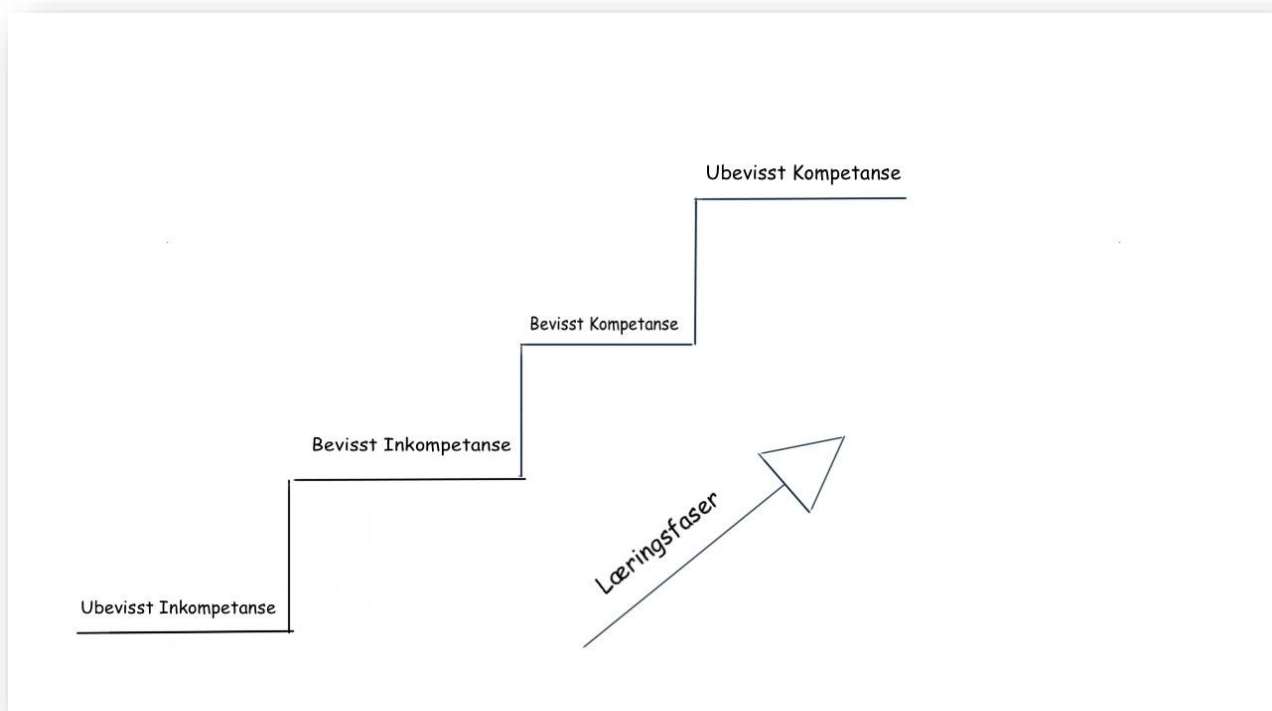 Ubevisst Kompetanse
Bevisst Kompetanse
Bevisst Inkompetanse
Læringsfaser
Ubevisst Inkompetanse